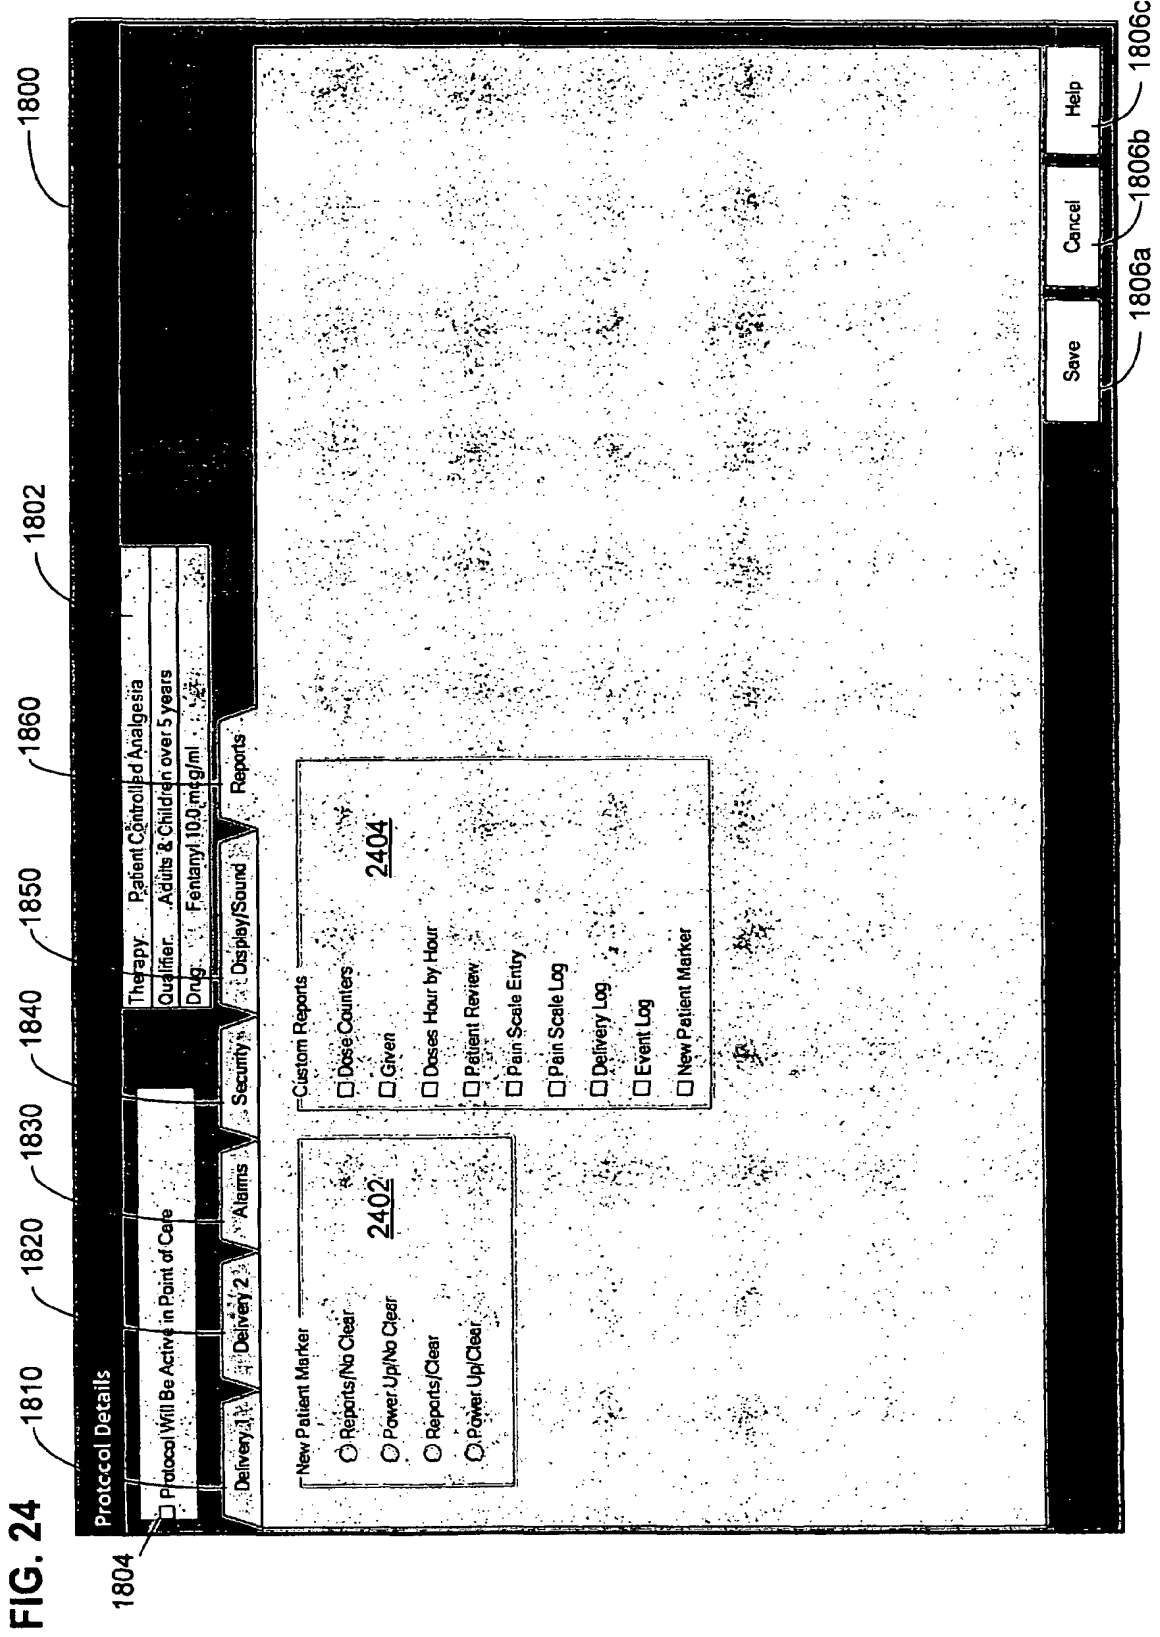 FIG. 24
1800
1802
1804
1810
1820
1830
1840
1850
1860
Protocol Details
Protocol Will Be Active in Point of Care
Therapy: Patient Controlled Analgesia
Qualifier: Adults & Children over 5 years
Drug: Fentanyl 10.0 mcg/ml
Delivery 1 Delivery 2 Alarms Security Display/Sound Reports
New Patient Marker
Reports/No Clear
Power Up/No Clear
Reports/Clear
Power Up/Clear
2402
Custom Reports
Dose Counters
Given
Doses Hour by Hour
Patient Review
Pain Scale Entry
Pain Scale Log
Delivery Log
Event Log
New Patient Marker
2404
Save Cancel Help
1806a
1806b
1806c